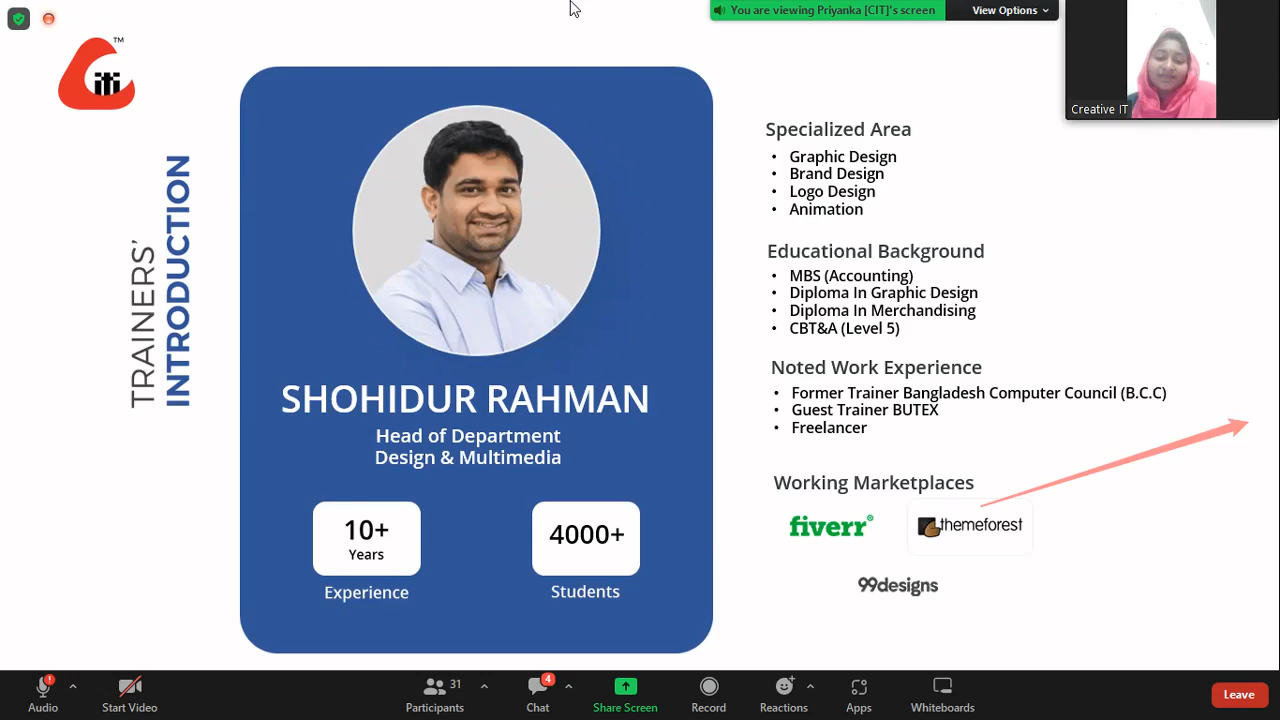 You are viewing Priyanka [CIT]'s screen
View Options
Creative IT
TM
iti
TRAINERS'
INTRODUCTION
SHOHIDUR RAHMAN
Head of Department
Design & Multimedia
10+
Years
Experience
4000+
Students
Specialized Area
• Graphic Design
• Brand Design
• Logo Design
• Animation
Educational Background
• MBS (Accounting)
• Diploma In Graphic Design
• Diploma In Merchandising
• CBT&A (Level 5)
Noted Work Experience
• Former Trainer Bangladesh Computer Council (B.C.C)
• Guest Trainer BUTEX
• Freelancer
Working Marketplaces
fiverr®
themeforest
99designs
Audio
Start Video
31
Participants
4
Chat
Share Screen
Record
Reactions
Apps
Whiteboards
Leave